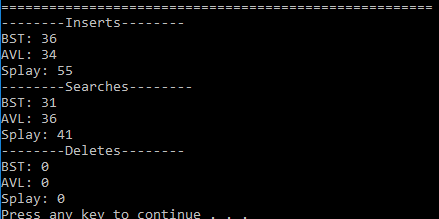 ======================================================
--------Inserts--------
BST: 36
AVL: 34
Splay: 55
--------Searches--------
BST: 31
AVL: 36
Splay: 41
--------Deletes--------
BST: 0
AVL: 0
Splay: 0
Press any key to continue . . .